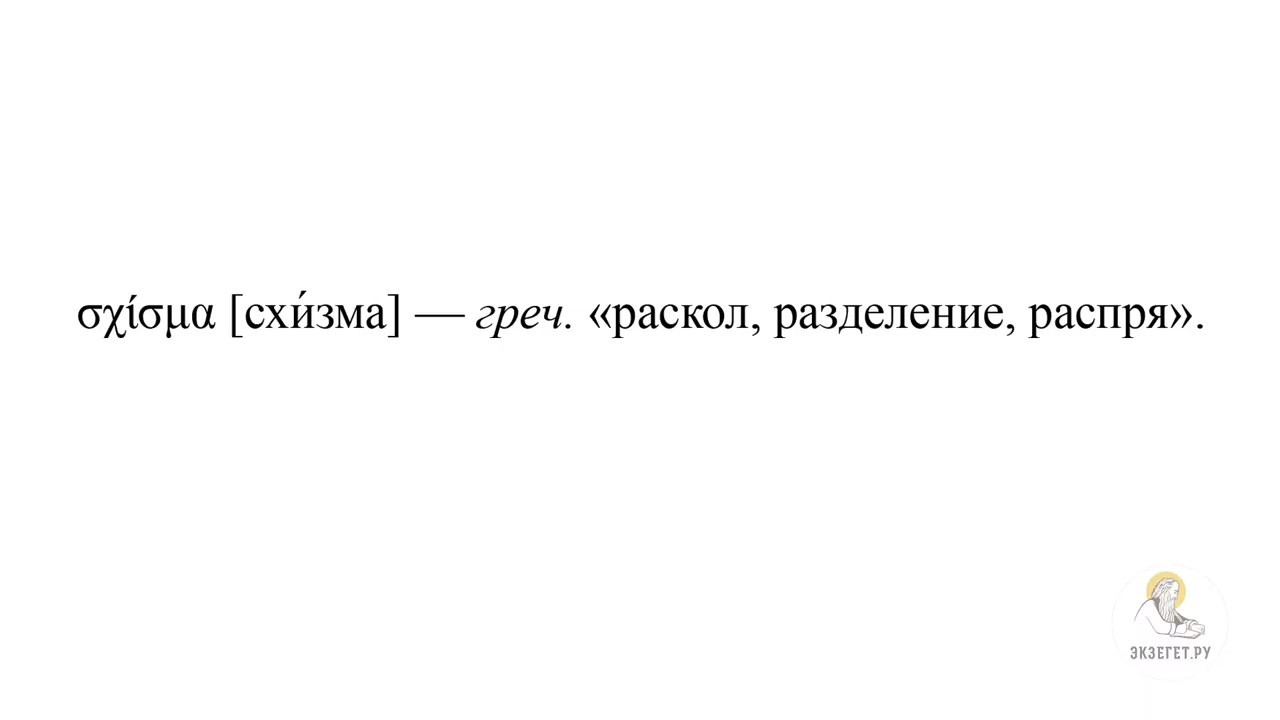 σχίσμα [схи́зма] — греч. «раскол, разделение, распря».
ЭКЗЕГЕТ.РУ